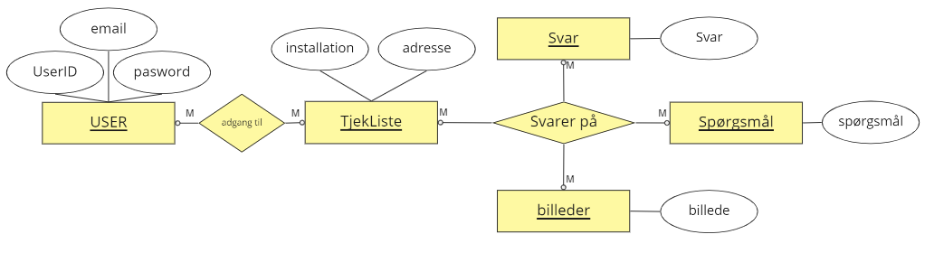 email
UserID
pasword
USER
M
adgang til
M
installation
adresse
TjekListe
M
Svarer på
Svar
M
Svar
M
Spørgsmål
spørgsmål
M
billeder
billede